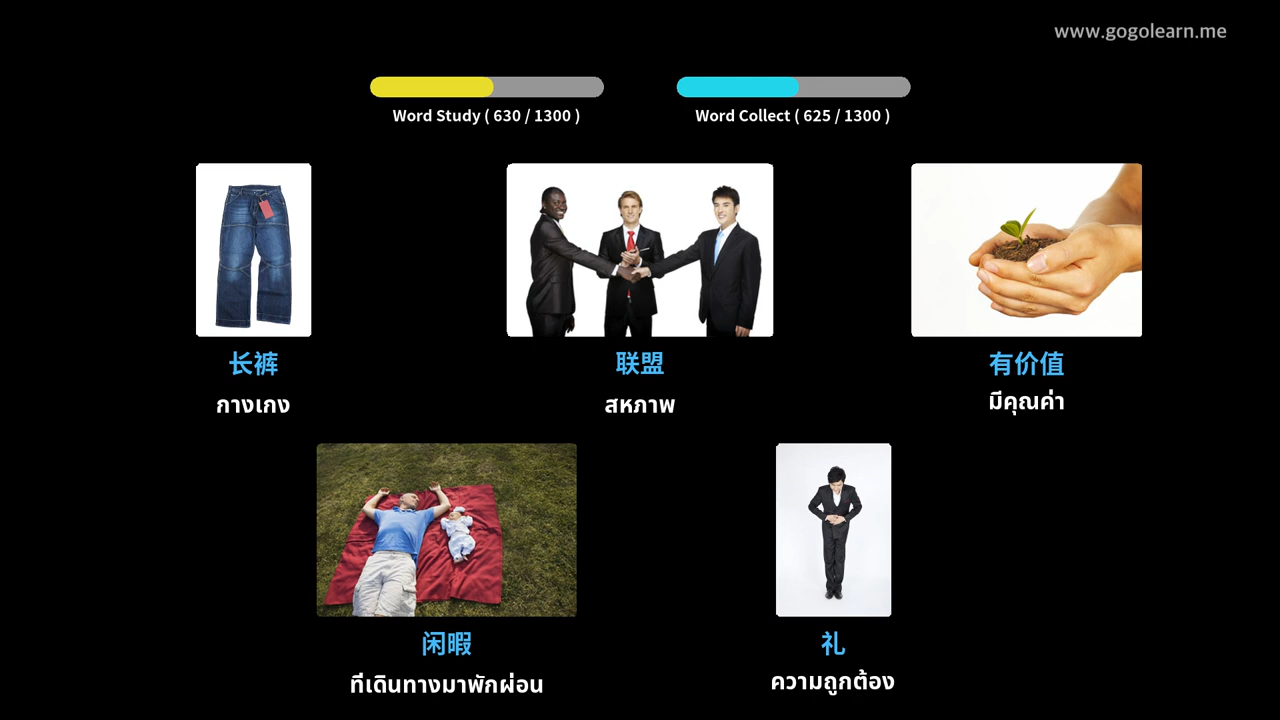 www.gogolearn.me
Word Study ( 630 / 1300 )
Word Collect ( 625 / 1300 )
长裤
กางเกง
联盟
สหภาพ
有价值
มีคุณค่า
闲暇
ที่เดินทางมาพักผ่อน
礼
ความถูกต้อง